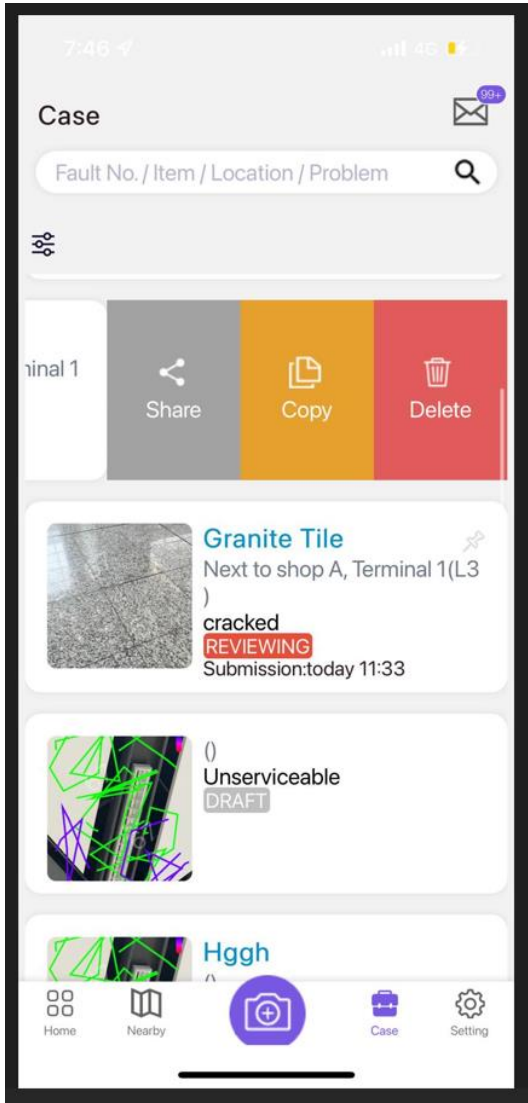 7:46
4G
Case
99+
Fault No. / Item / Location / Problem
ninal 1
Share
Copy
Delete
Granite Tile
Next to shop A, Terminal 1(L3
)
cracked
REVIEWING
Submission:today 11:33
()
Unserviceable
DRAFT
Hggh
Home
Nearby
Case
Setting